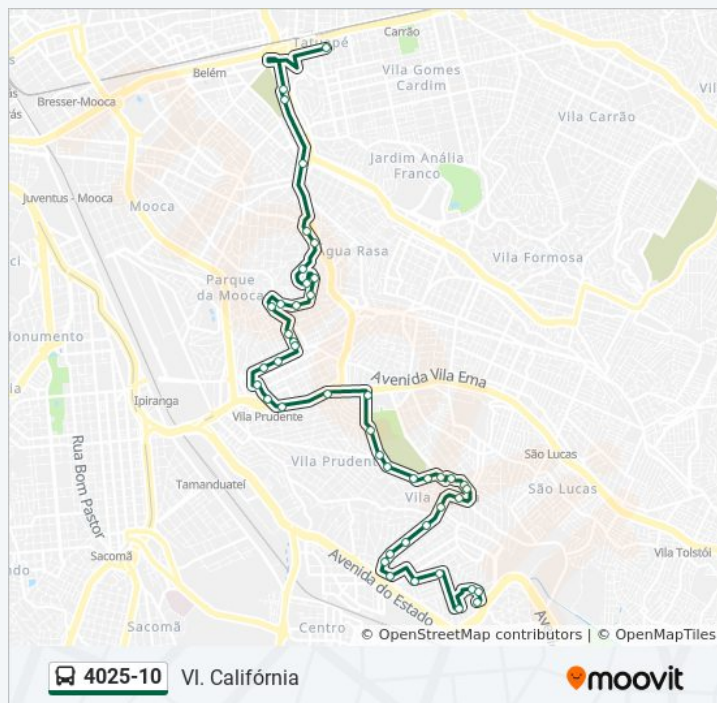 Carrão
Tatuapé
Belém
Vila Gomes
Cardim
Bresser-Mooca
Vila Carrão
Jardim Anália
Franco
Juventus - Mooca
Mooca
Água Rasa
Vila Formosa
Parque
da Mooca
onumento
Avenida Vila Ema
Ipiranga
Vila Prudente
Rua Bom Pastor
Vila Prudente
São Lucas
Tamanduateí
Vila
São Lucas
Vila Tolstói
Sacomã
Avenida do Estado
Sacomã
Centro
Av
© OpenStreetMap contributors | © OpenMapTiles
4025-10 Vl. Califórnia
moovit